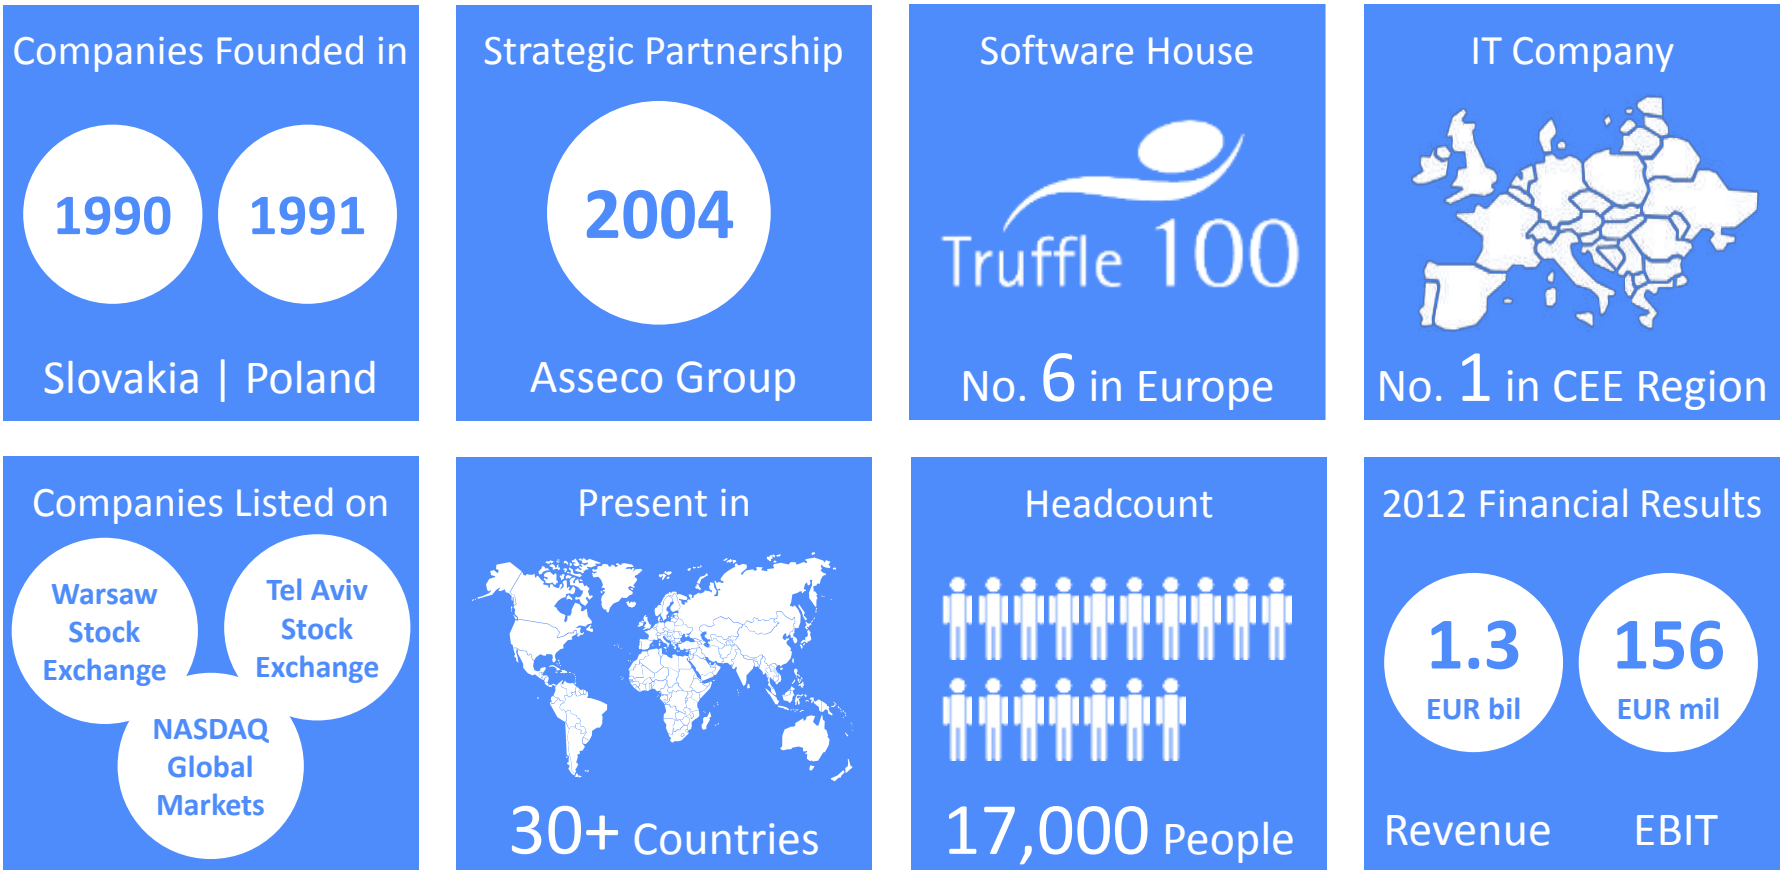 Companies Founded in
1990 1991
Slovakia | Poland
Strategic Partnership
2004
Asseco Group
Software House
Truffle 100
No. 6 in Europe
IT Company
No. 1 in CEE Region
Companies Listed on
Warsaw
Stock
Exchange
Tel Aviv
Stock
Exchange
NASDAQ
Global
Markets
Present in
30+ Countries
Headcount
17,000 People
2012 Financial Results
1.3
EUR bil
156
EUR mil
Revenue EBIT